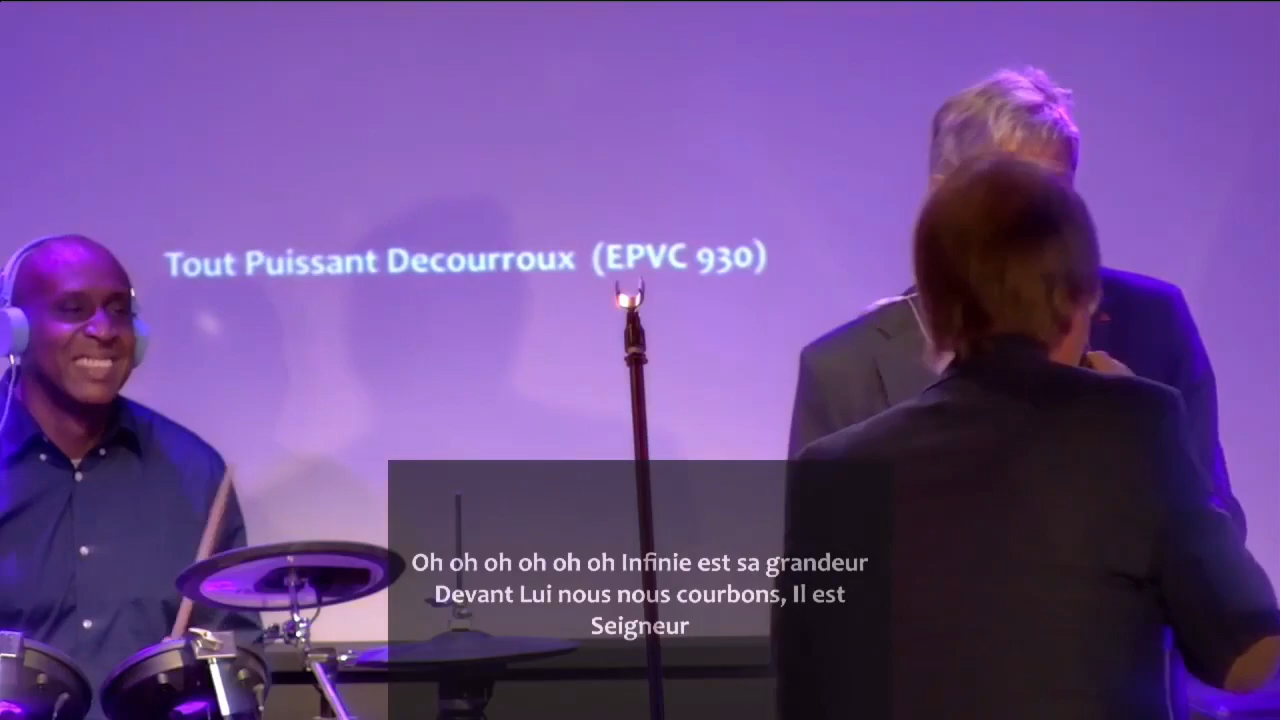 Tout Puissant Decourroux (EPVC 930)
Oh oh oh oh oh oh Infinie est sa grandeur
Devant Lui nous nous courbons, Il est
Seigneur